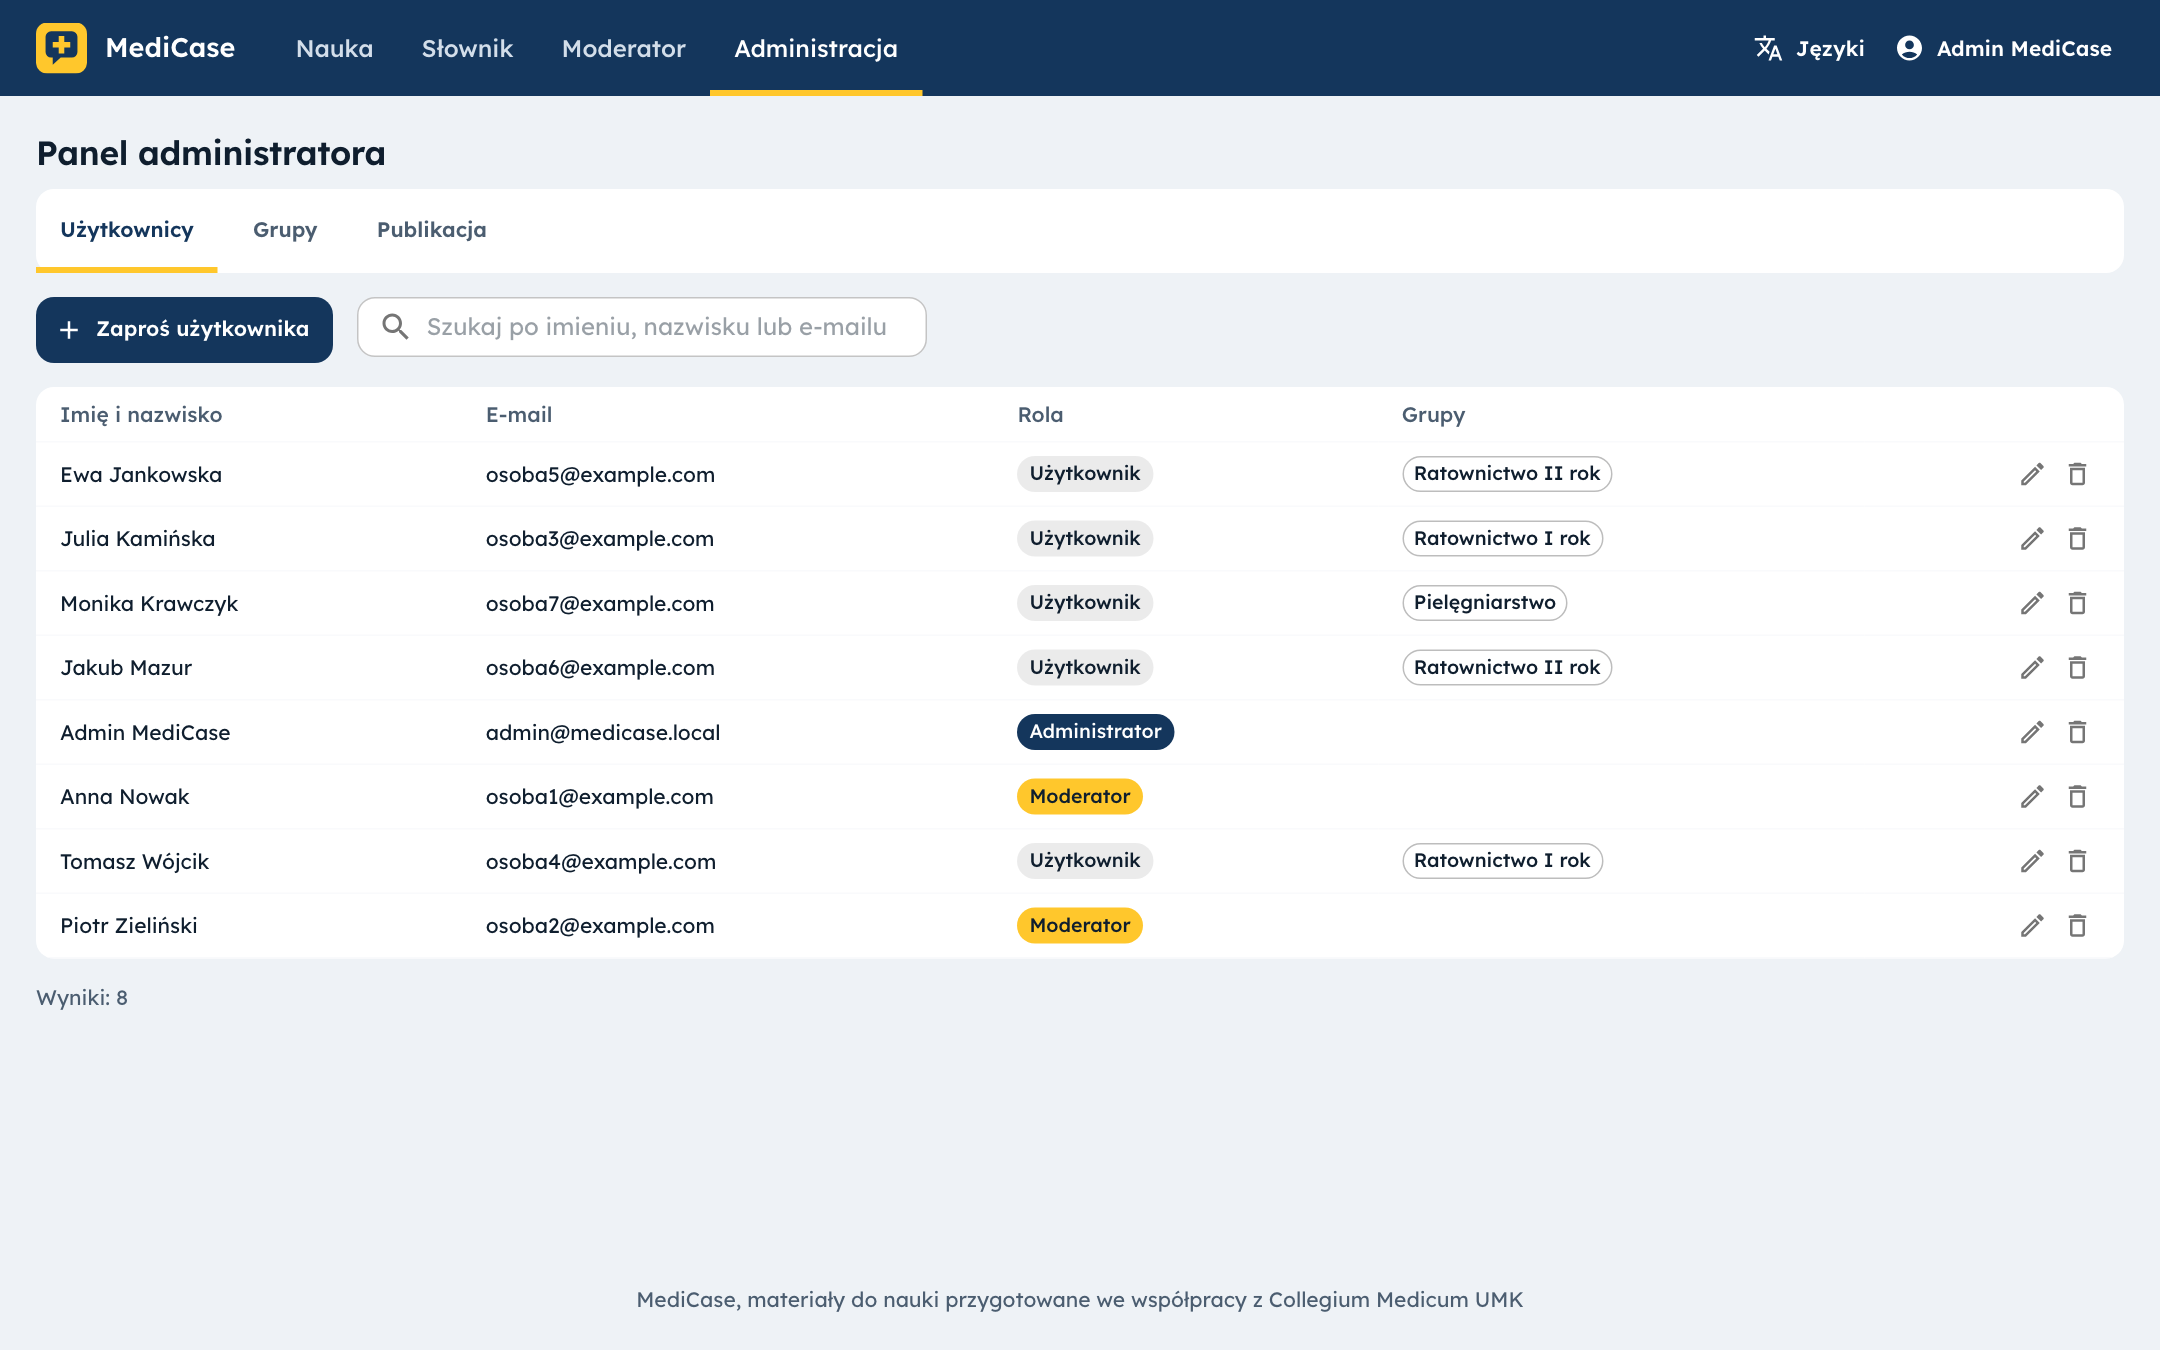 MediCase Nauka Słownik Moderator Administracja Języki Admin MediCase
Panel administratora
Użytkownicy Grupy Publikacja
Zaproś użytkownika Szukaj po imieniu, nazwisku lub e-mailu
Imię i nazwisko E-mail Rola Grupy
Ewa Jankowska osoba5@example.com Użytkownik Ratownictwo II rok
Julia Kamińska osoba3@example.com Użytkownik Ratownictwo I rok
Monika Krawczyk osoba7@example.com Użytkownik Pielęgniarstwo
Jakub Mazur osoba6@example.com Użytkownik Ratownictwo II rok
Admin MediCase admin@medicase.local Administrator
Anna Nowak osoba1@example.com Moderator
Tomasz Wójcik osoba4@example.com Użytkownik Ratownictwo I rok
Piotr Zieliński osoba2@example.com Moderator
Wyniki: 8
MediCase, materiały do nauki przygotowane we współpracy z Collegium Medicum UMK